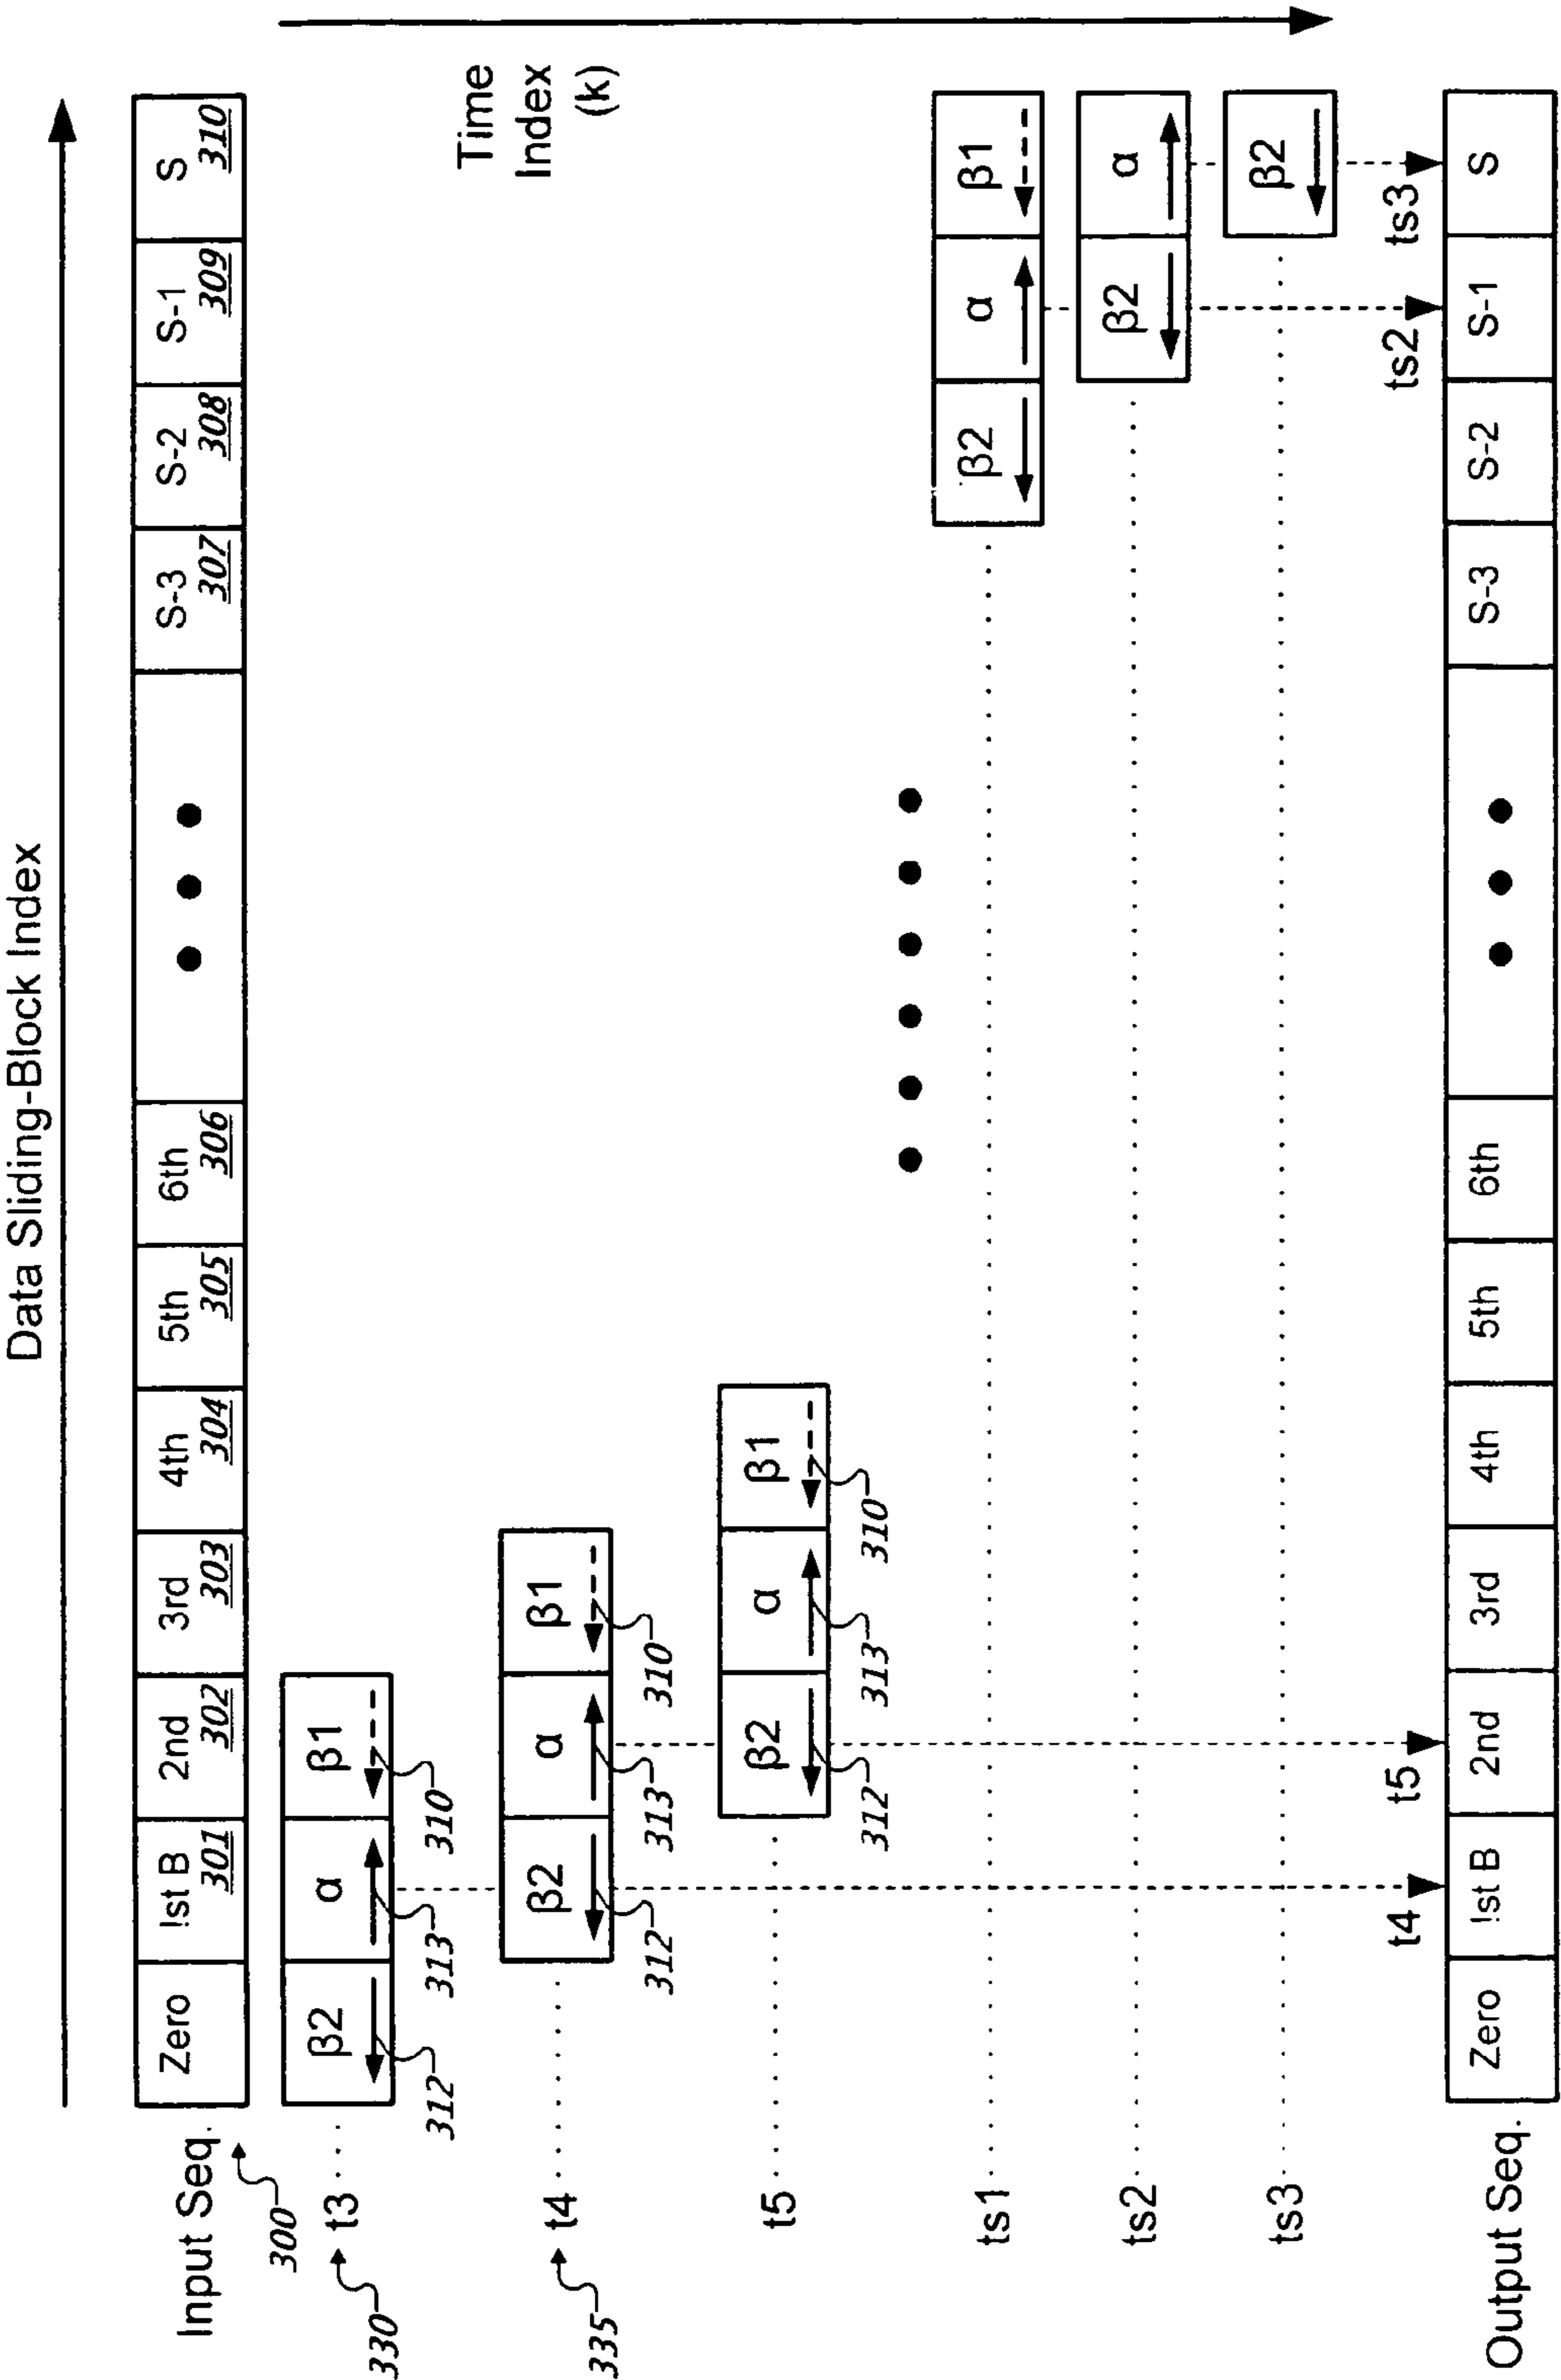 Data Sliding-Block Index
Input Seq.
Zero
!st B
301
2nd
302
3rd
303
4th
304
5th
305
6th
306
S-3
307
S-2
308
S-1
309
S
310
300
Time
Index
(k)
330
t3
β2
α
β1
312
313
310
335
t4
β2
α
β1
312
313
310
t5
β2
α
β1
312
313
310
ts1
β2
α
β1
ts2
β2
α
ts3
β2
t4
t5
ts2
ts3
Output Seq.
Zero
!st B
2nd
3rd
4th
5th
6th
S-3
S-2
S-1
S